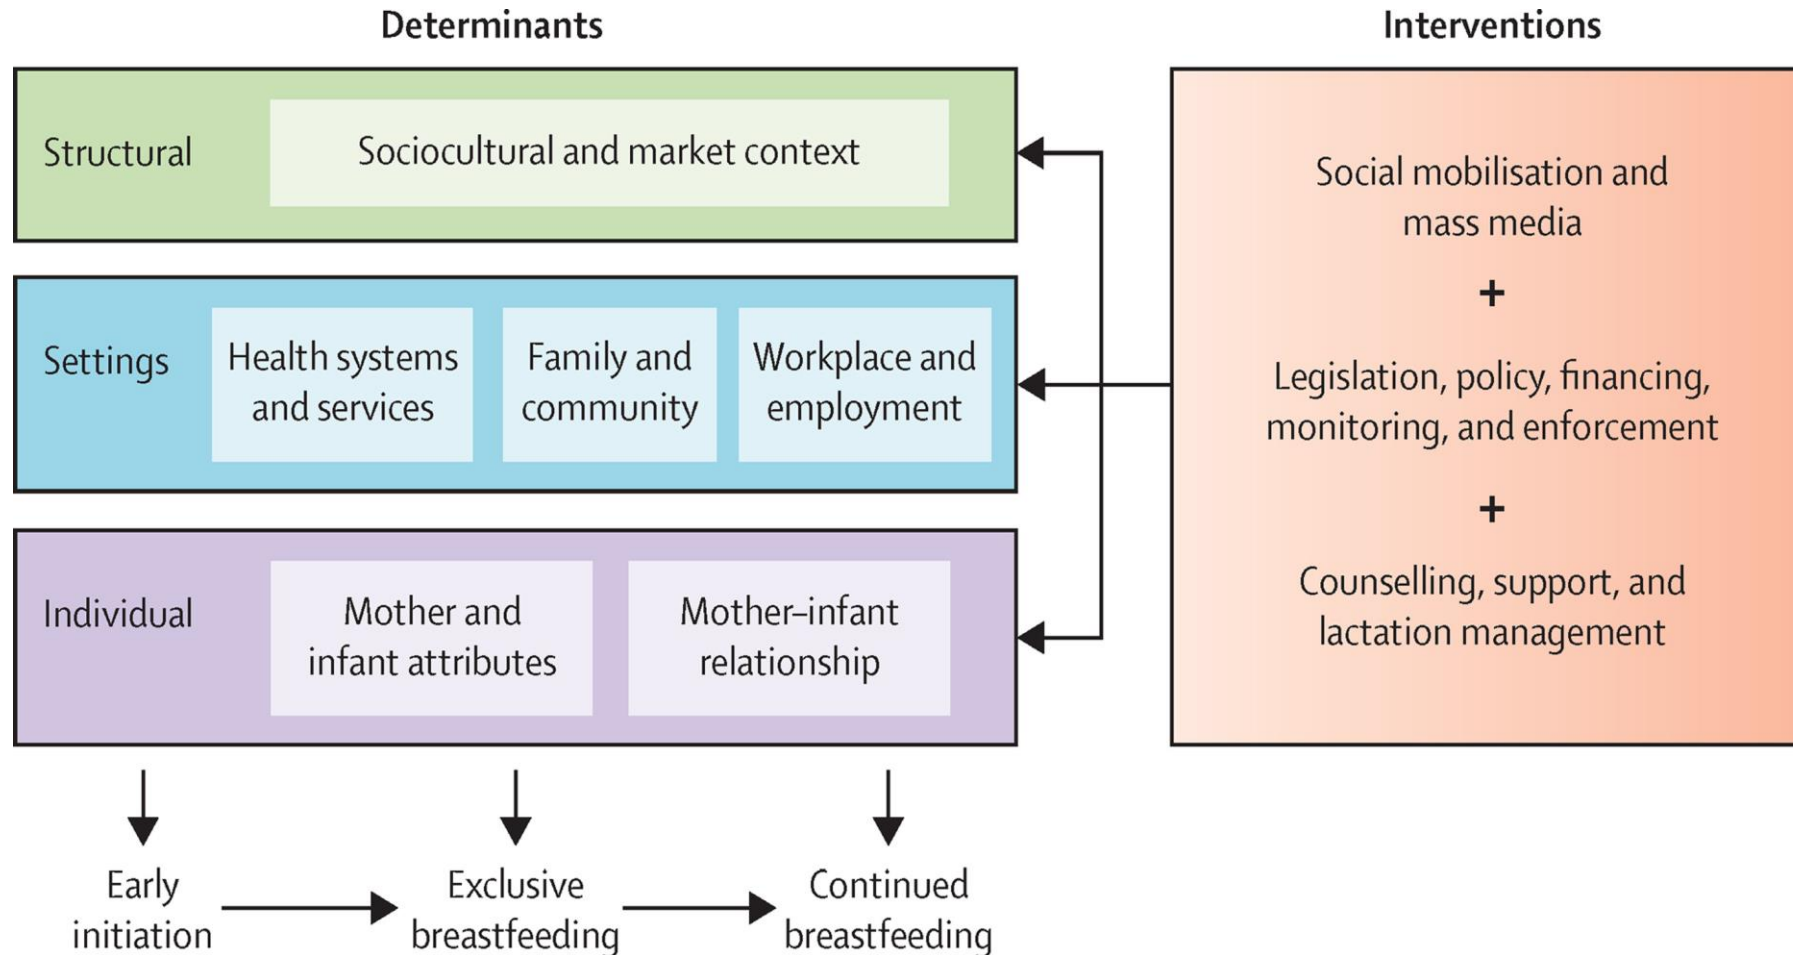 Determinants
Interventions
Structural
Sociocultural and market context
Settings
Health systems
and services
Family and
community
Workplace and
employment
Individual
Mother and
infant attributes
Mother–infant
relationship
Social mobilisation and
mass media
+
Legislation, policy, financing,
monitoring, and enforcement
+
Counselling, support, and
lactation management
Early
initiation
Exclusive
breastfeeding
Continued
breastfeeding